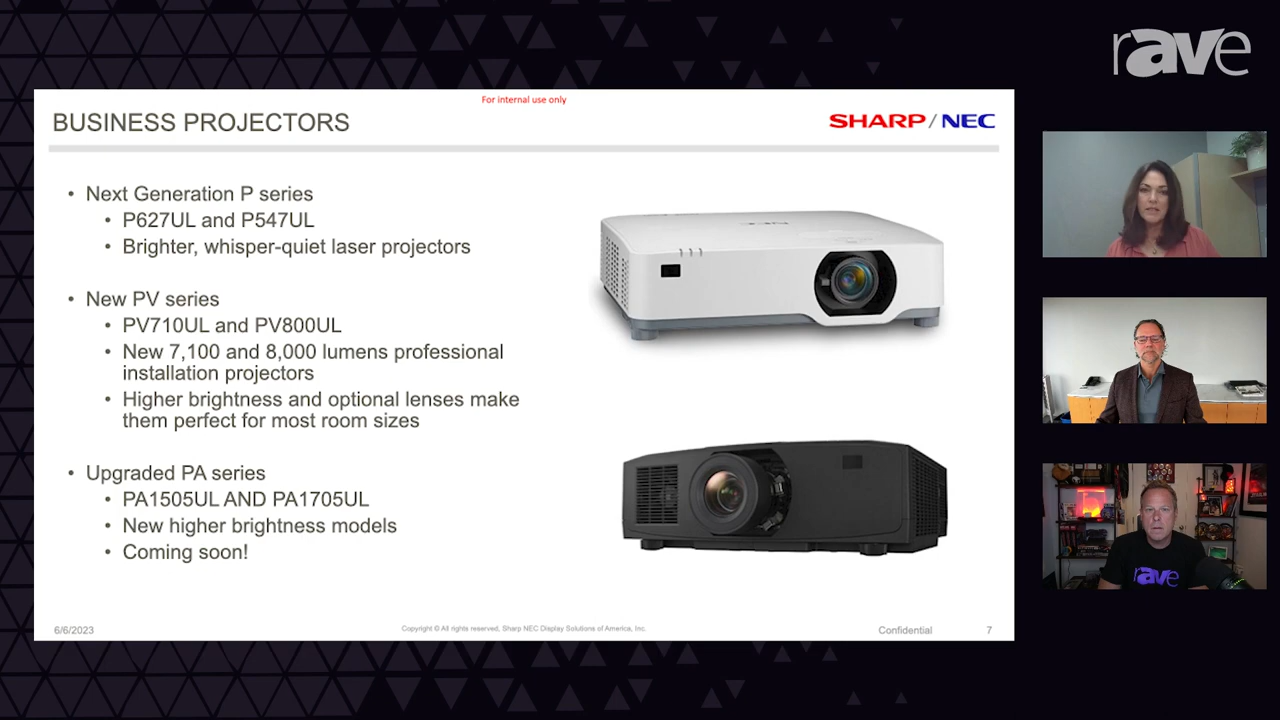 rAVe
For internal use only
BUSINESS PROJECTORS
SHARP/NEC
• Next Generation P series
• P627UL and P547UL
• Brighter, whisper-quiet laser projectors
• New PV series
• PV710UL and PV800UL
• New 7,100 and 8,000 lumens professional
installation projectors
• Higher brightness and optional lenses make
them perfect for most room sizes
• Upgraded PA series
• PA1505UL AND PA1705UL
• New higher brightness models
• Coming soon!
NEC
rAVe
6/6/2023
Copyright © All rights reserved, Sharp NEC Display Solutions of America, Inc.
Confidential
7